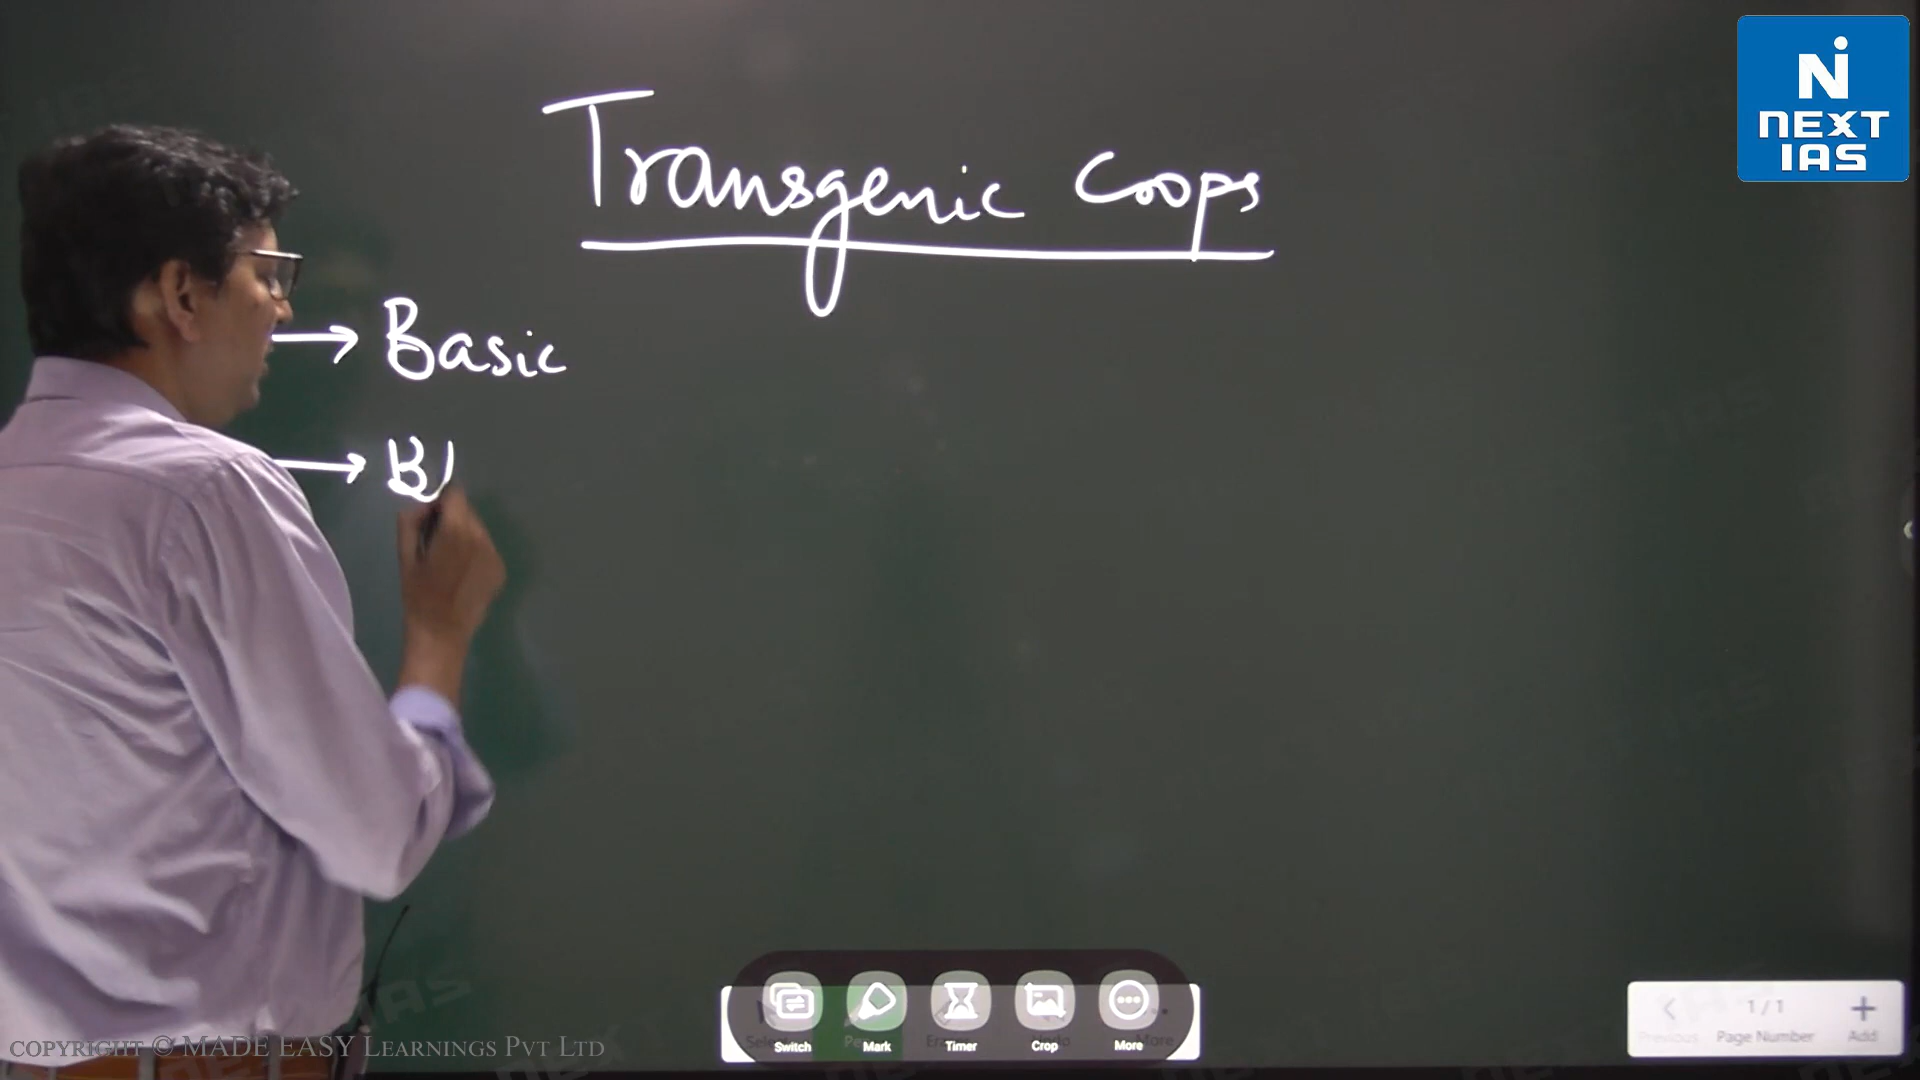 NEXT
IAS
Transgenic Crops
→ Basic
→ B
Switch
Mark
Timer
Crop
More
1/1
Previous
Page Number
Add
COPYRIGHT © MADE EASY LEARNINGS PVT LTD